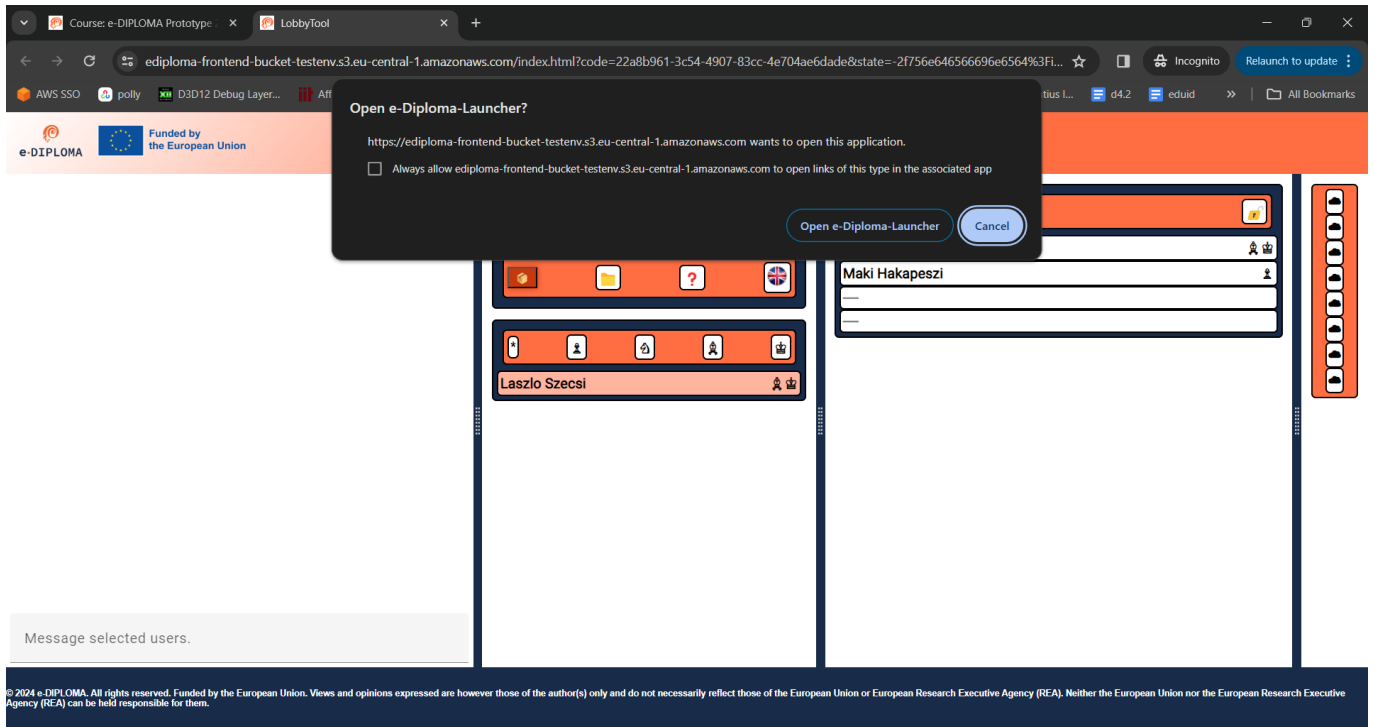 Course: e-DIPLOMA Prototype
LobbyTool
ediploma-frontend-bucket-testenv.s3.eu-central-1.amazonaws.com/index.html?code=22a8b961-3c54-4907-83cc-4e704ae6dade&state=-2f756e646566696e6564%3Fi...
Incognito
Relaunch to update
AWS SSO
polly
D3D12 Debug Layer...
Aff
tius l...
d4.2
eduid
»
All Bookmarks
Open e-Diploma-Launcher?
https://ediploma-frontend-bucket-testenv.s3.eu-central-1.amazonaws.com wants to open this application.
Always allow ediploma-frontend-bucket-testenv.s3.eu-central-1.amazonaws.com to open links of this type in the associated app
Open e-Diploma-Launcher
Cancel
e-DIPLOMA
Funded by
the European Union
?
Maki Hakapeszi
—
—
*
Laszlo Szecsi
Message selected users.
© 2024 e-DIPLOMA. All rights reserved. Funded by the European Union. Views and opinions expressed are however those of the author(s) only and do not necessarily reflect those of the European Union or European Research Executive Agency (REA). Neither the European Union nor the European Research Executive
Agency (REA) can be held responsible for them.